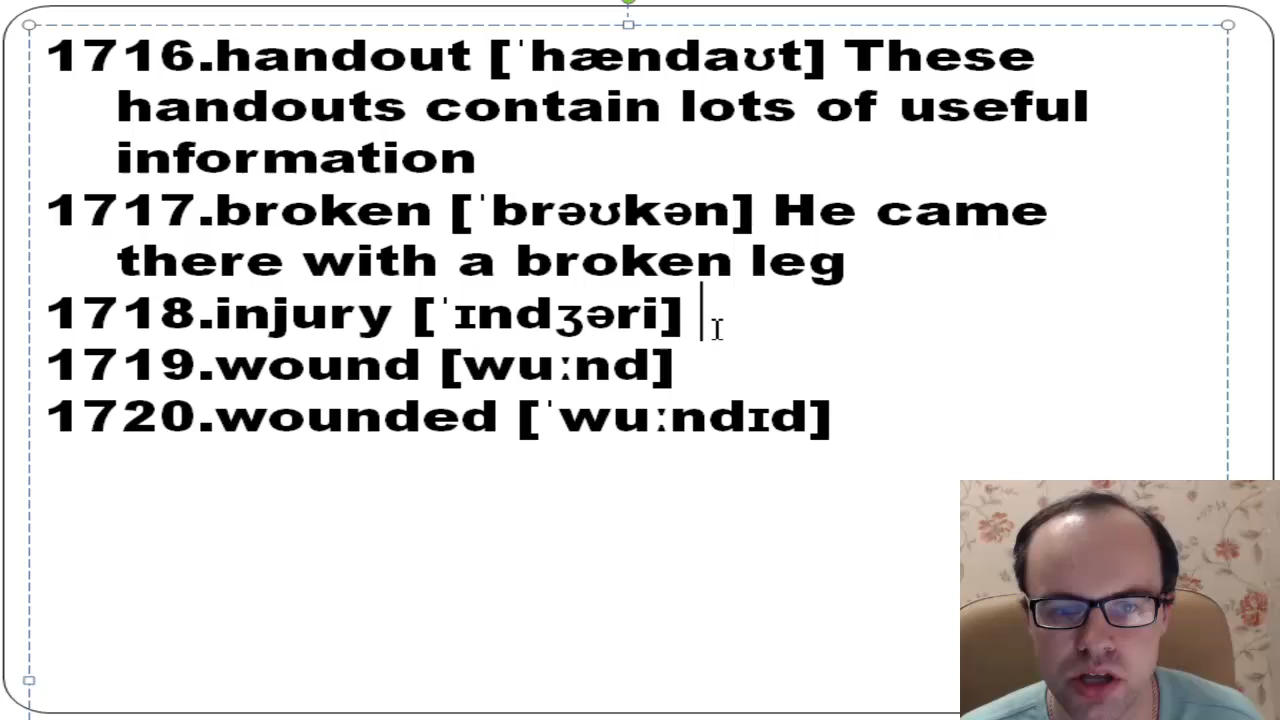 1716.handout [ˈhændaʊt] These
handouts contain lots of useful
information
1717.broken [ˈbrəʊkən] He came
there with a broken leg
1718.injury [ˈɪndʒəri]
1719.wound [wuːnd]
1720.wounded [ˈwuːndɪd]